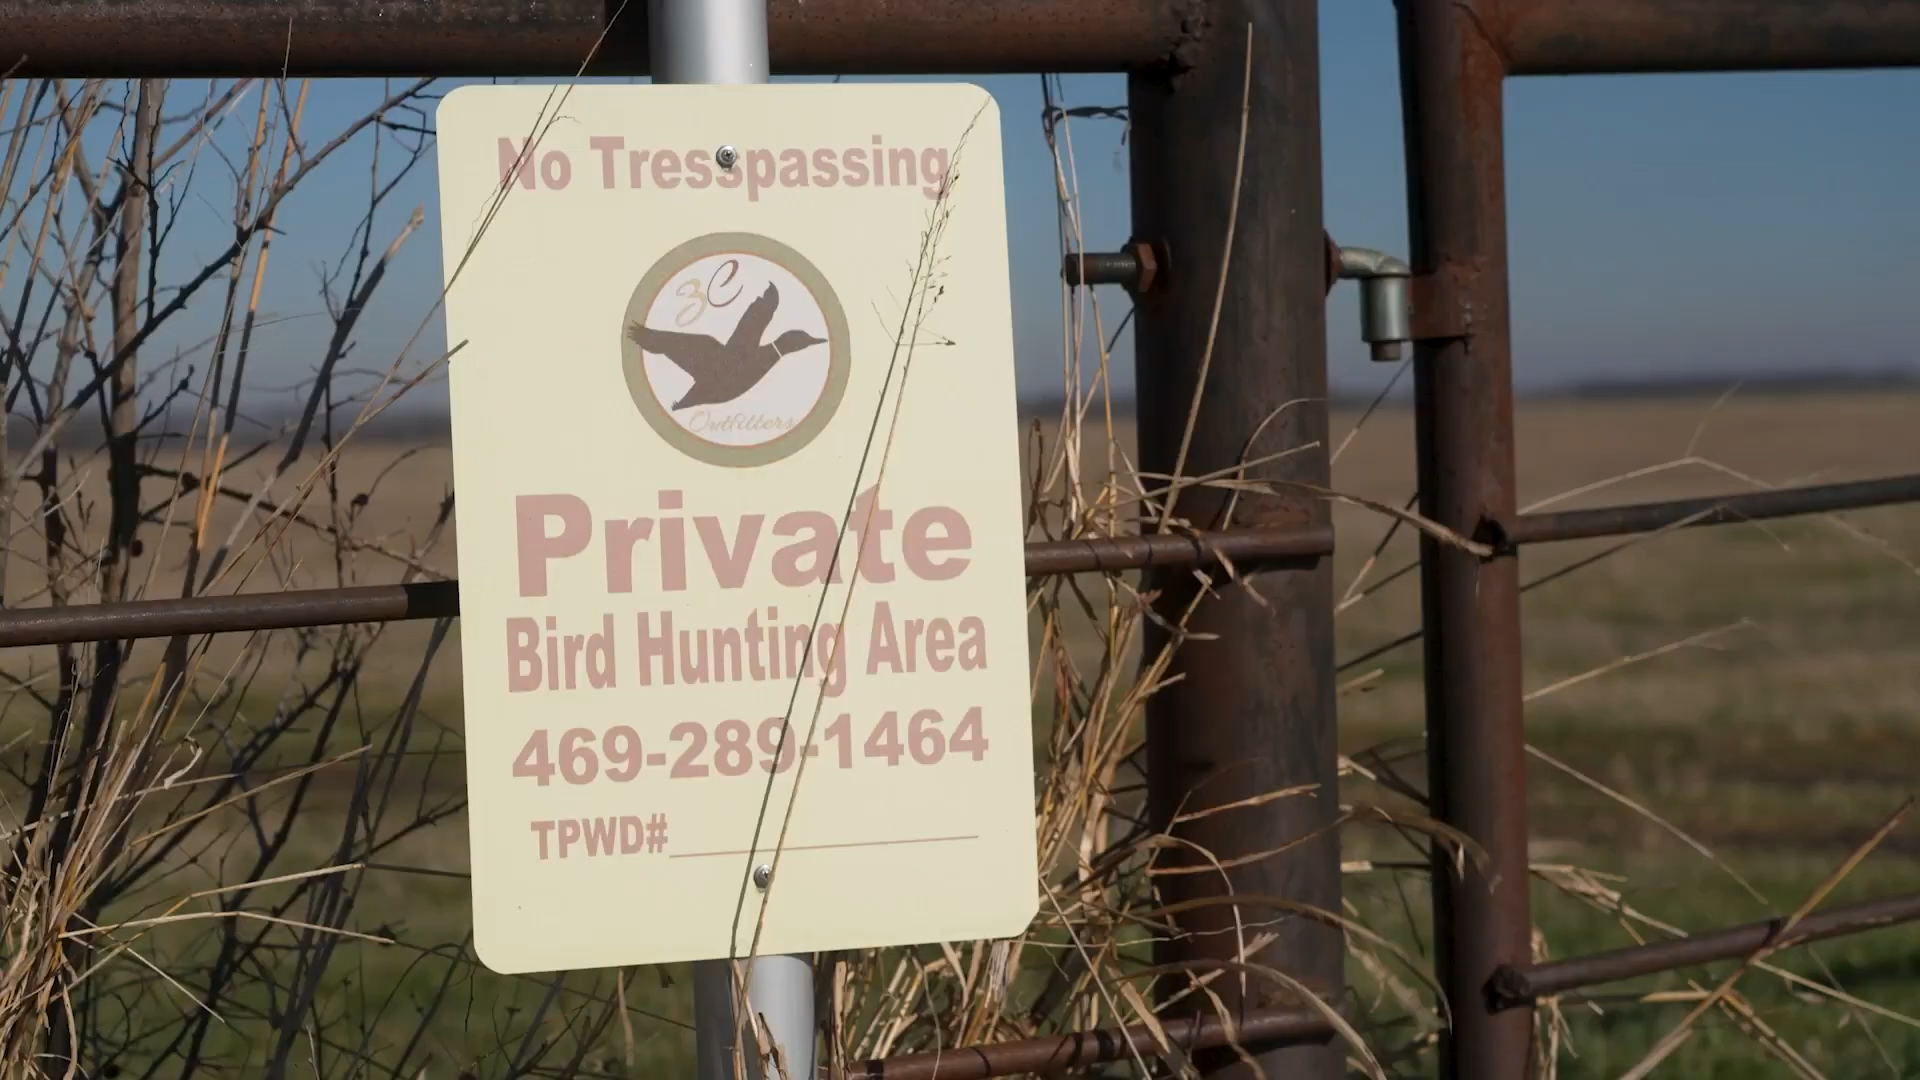 No Tresspassing
3C
Outfitters
Private
Bird Hunting Area
469-289-1464
TPWD#